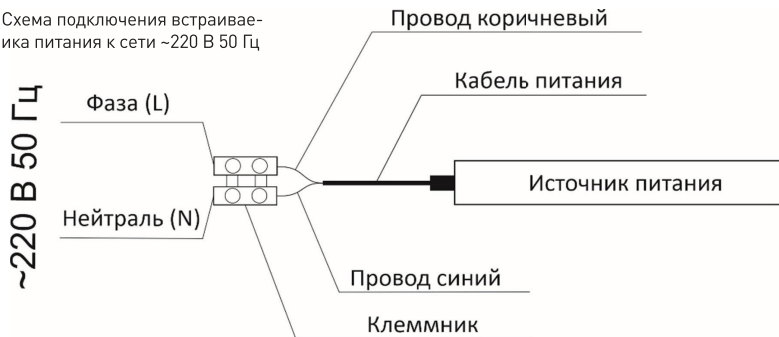 Схема подключения встраивае-
ика питания к сети ~220 В 50 Гц
Провод коричневый
Кабель питания
Фаза (L)
~220 В 50 Гц
Источник питания
Нейтраль (N)
Провод синий
Клеммник